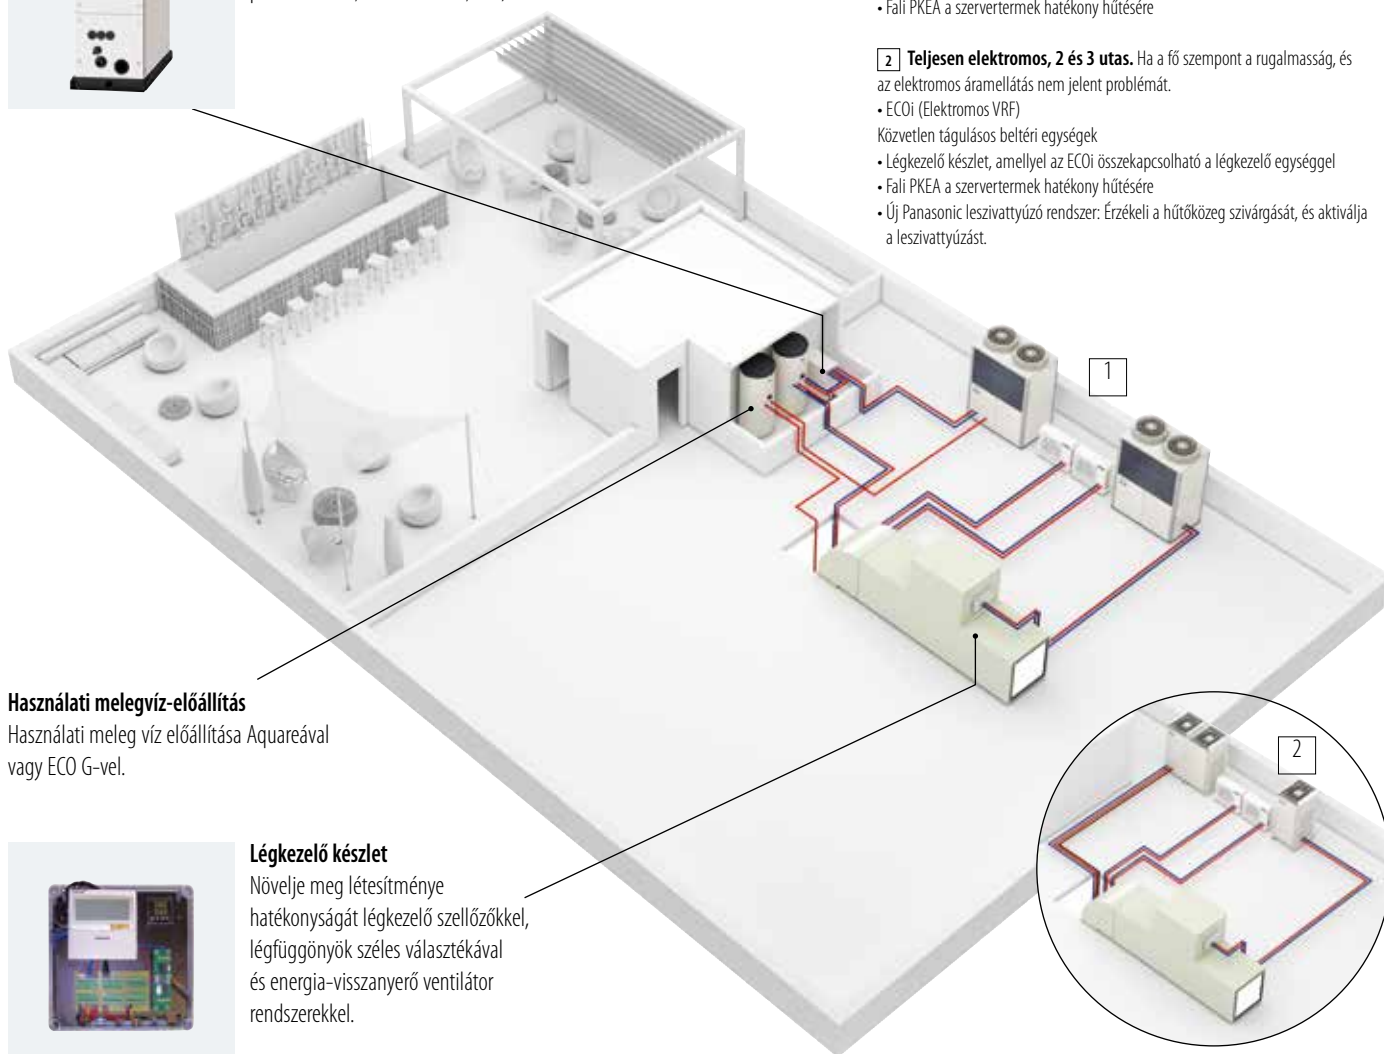 • Fali PKEA a szervertermek hatékony hűtésére
2 Teljesen elektromos, 2 és 3 utas. Ha a fő szempont a rugalmasság, és
az elektromos áramellátás nem jelent problémát.
• ECOi (Elektromos VRF)
Közvetlen tágulásos beltéri egységek
• Légkezelő készlet, amellyel az ECOi összekapcsolható a légkezelő egységgel
• Fali PKEA a szervertermek hatékony hűtésére
• Új Panasonic leszivattyúzó rendszer: Érzékeli a hűtőközeg szivárgását, és aktiválja
a leszivattyúzást.
1
Használati melegvíz-előállítás
Használati meleg víz előállítása Aquareával
vagy ECO G-vel.
2
Légkezelő készlet
Növelje meg létesítménye
hatékonyságát légkezelő szellőzőkkel,
légfüggönyök széles választékával
és energia-visszanyerő ventilátor
rendszerekkel.